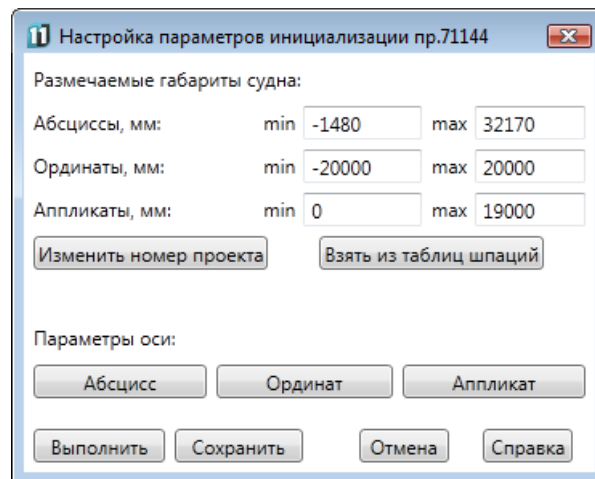 11 Настройка параметров инициализации пр.71144
Размечаемые габариты судна:
Абсциссы, мм: min -1480 max 32170
Ординаты, мм: min -20000 max 20000
Аппликаты, мм: min 0 max 19000
Изменить номер проекта Взять из таблиц шпаций
Параметры оси:
Абсцисс Ординат Аппликат
Выполнить Сохранить Отмена Справка